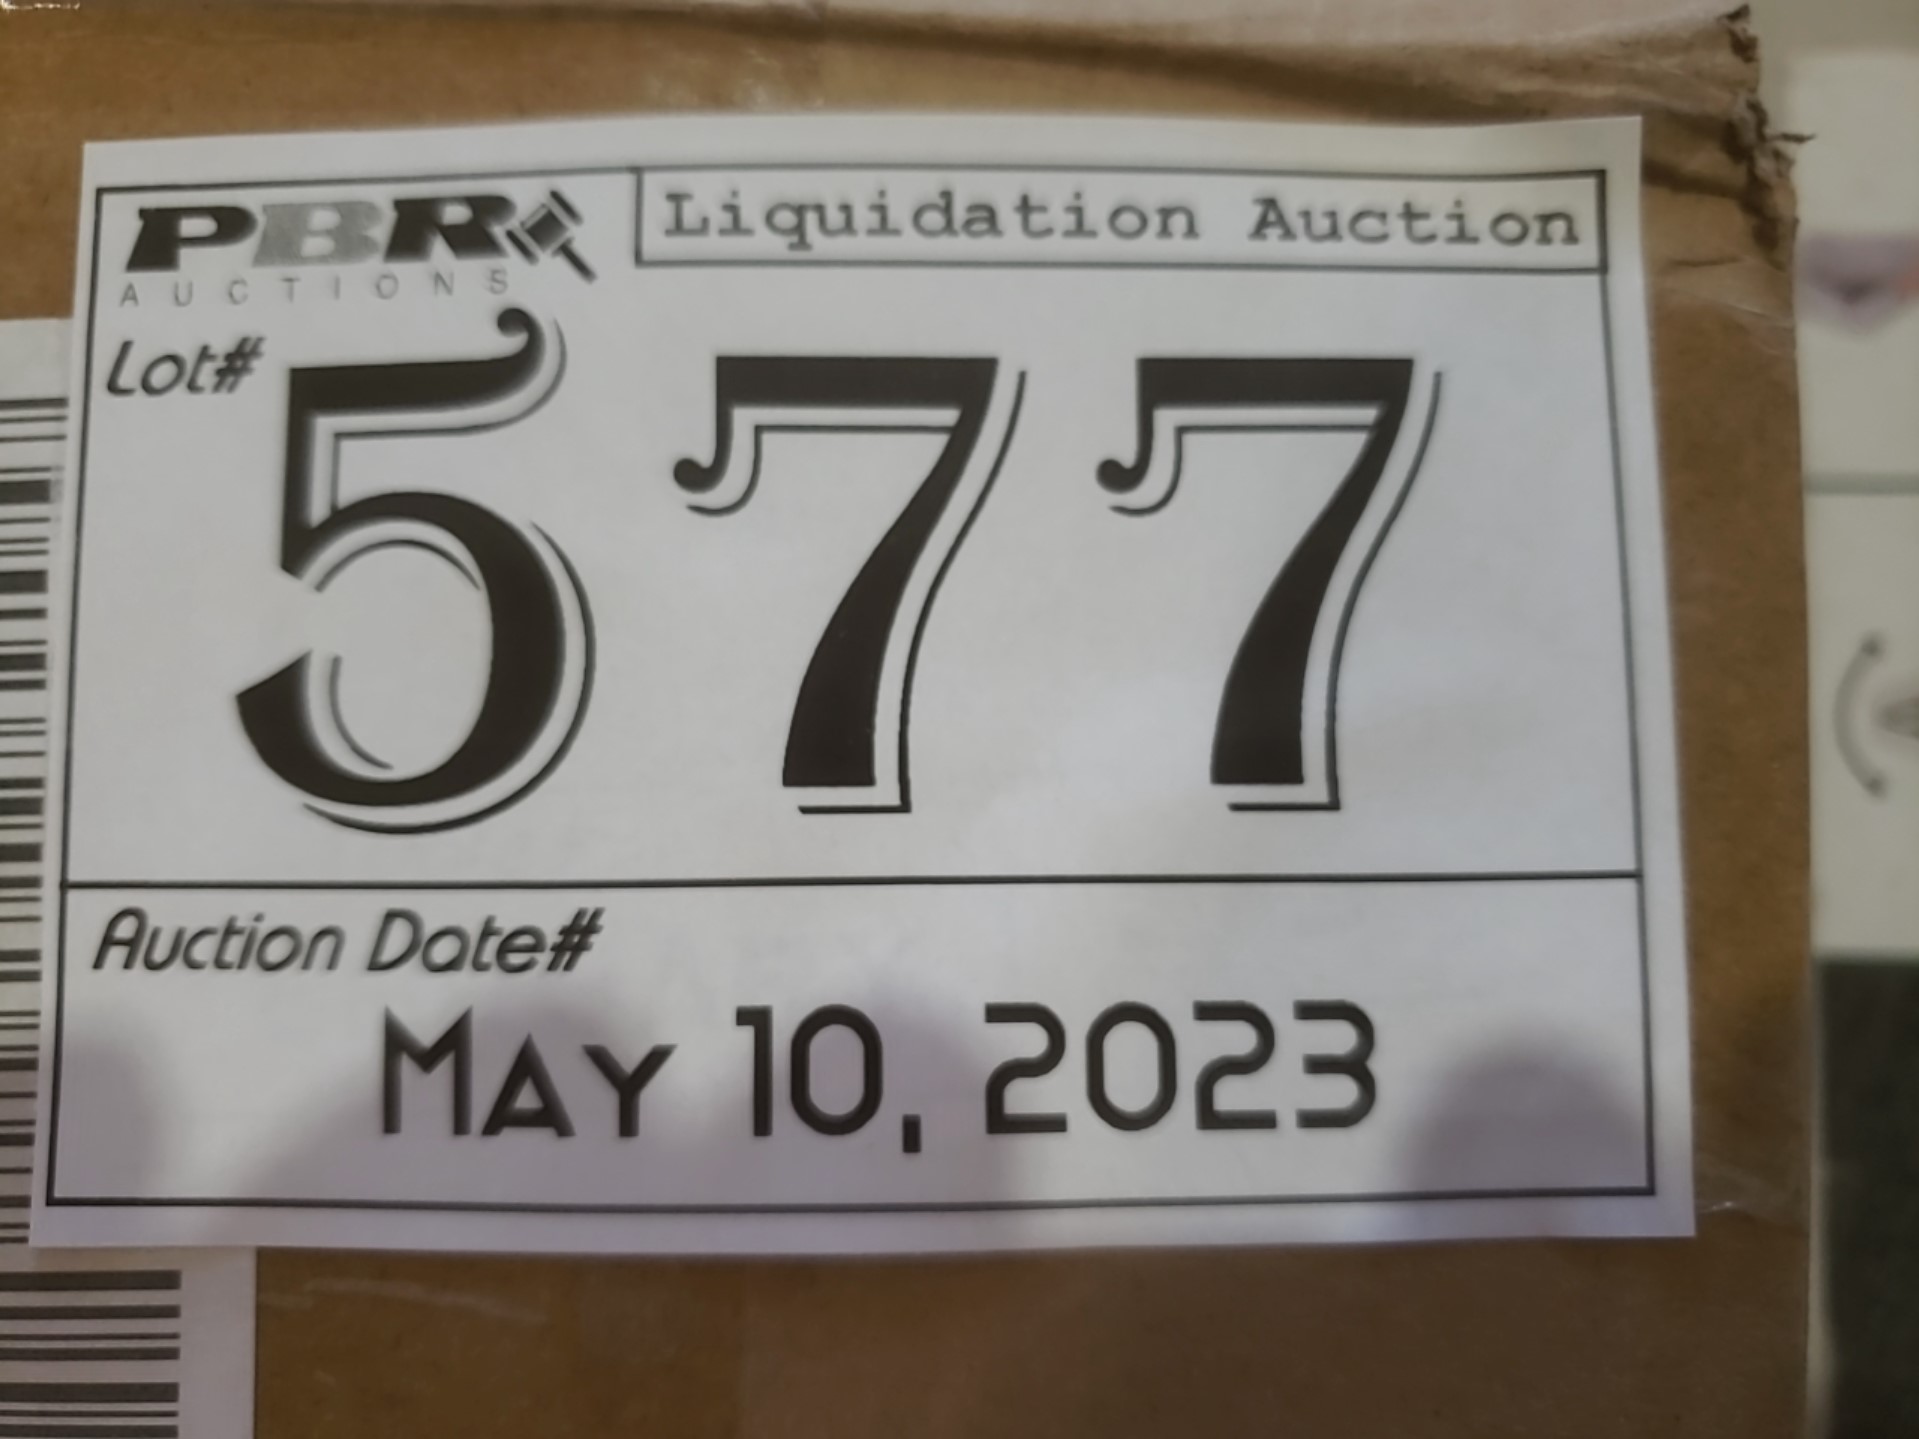 PBR
AUCTIONS
Liquidation Auction
Lot#
577
Auction Date#
May 10, 2023